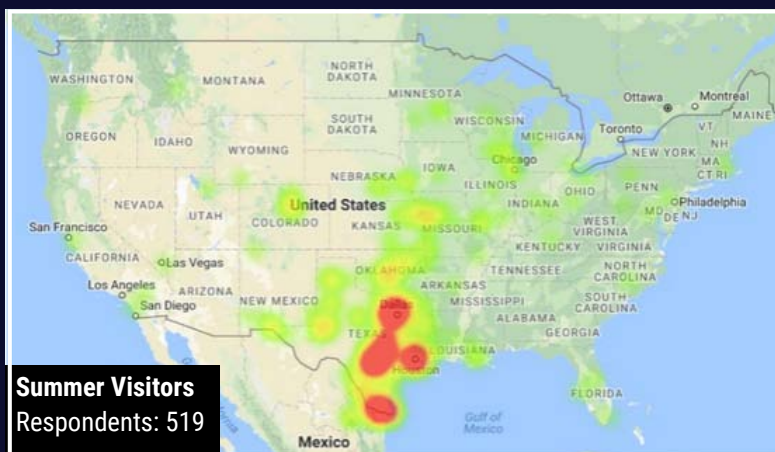 WASHINGTON
MONTANA
NORTH
DAKOTA
MINNESOTA
Ottawa
Montreal
MAINE
OREGON
IDAHO
SOUTH
DAKOTA
WISCONSIN
MICHIGAN
Toronto
VT
NH
WYOMING
NEW YORK
MA
CT RI
IOWA
Chicago
NEBRASKA
ILLINOIS
INDIANA
OHIO
PENN
Philadelphia
NEVADA
UTAH
United States
COLORADO
KANSAS
MISSOURI
WEST
VIRGINIA
MD
DE NJ
San Francisco
CALIFORNIA
Las Vegas
KENTUCKY
VIRGINIA
Los Angeles
ARIZONA
NEW MEXICO
OKLAHOMA
ARKANSAS
TENNESSEE
NORTH
CAROLINA
San Diego
Dallas
MISSISSIPPI
SOUTH
CAROLINA
TEXAS
ALABAMA
GEORGIA
LOUISIANA
Houston
FLORIDA
Gulf of
Mexico
Mexico
Summer Visitors
Respondents: 519